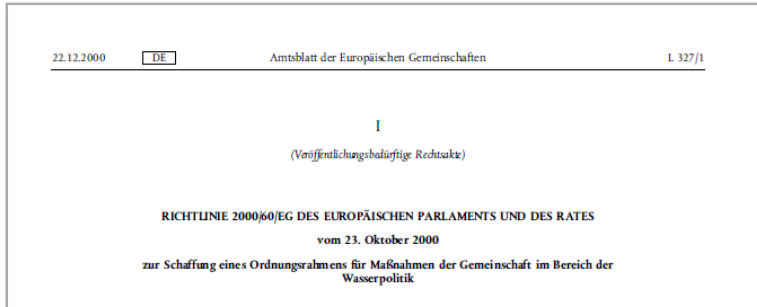 22.12.2000 DE Amtsblatt der Europäischen Gemeinschaften L 327/1
I
(Veröffentlichungsbedürftige Rechtsakte)
RICHTLINIE 2000/60/EG DES EUROPÄISCHEN PARLAMENTS UND DES RATES
vom 23. Oktober 2000
zur Schaffung eines Ordnungsrahmens für Maßnahmen der Gemeinschaft im Bereich der
Wasserpolitik